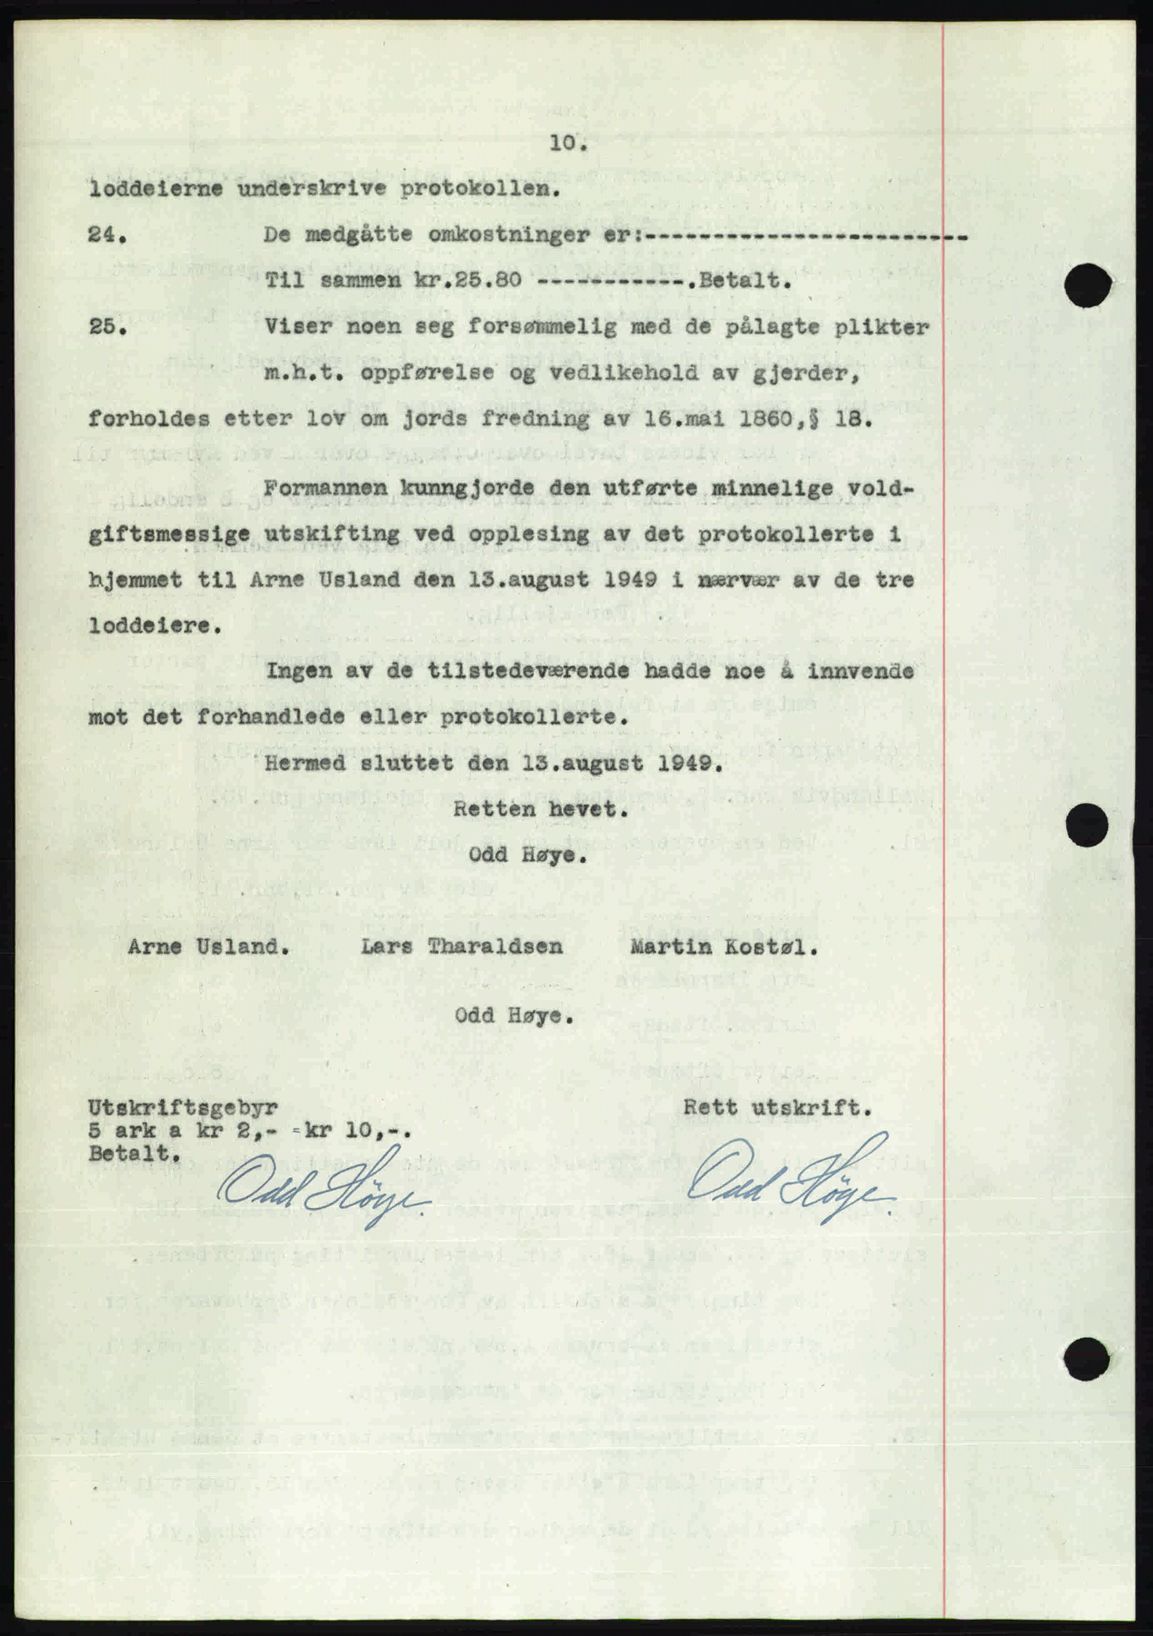 10.
loddeierne underskrive protokollen.
24. De medgåtte omkostninger er:------------------------
Til sammen kr.25.80 -----------.Betalt.
25. Viser noen seg forsømmelig med de pålagte plikter
m.h.t. oppførelse og vedlikehold av gjerder,
forholdes etter lov om jords fredning av 16.mai 1860,§ 18.
Formannen kunngjorde den utførte minnelige vold-
giftsmessige utskifting ved opplesing av det protokollerte i
hjemmet til Arne Usland den 13.august 1949 i nærvær av de tre
loddeiere.
Ingen av de tilstedeværende hadde noe å innvende
mot det forhandlede eller protokollerte.
Hermed sluttet den 13.august 1949.
Retten hevet.
Odd Høye.
Arne Usland. Lars Tharaldsen Martin Kostøl.
Odd Høye.
Utskriftsgebyr Rett utskrift.
5 ark a kr 2,- =kr 10,-.
Betalt.
Odd Höye. Odd Höye.